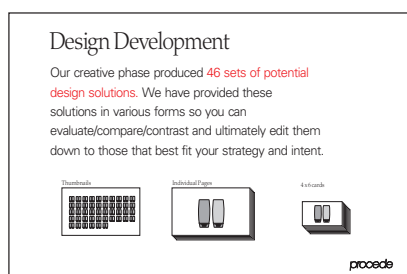 Design Development
Our creative phase produced 46 sets of potential
design solutions. We have provided these
solutions in various forms so you can
evaluate/compare/contrast and ultimately edit them
down to those that best fit your strategy and intent.
Thumbnails
Individual Pages
4 x 6 cards
procede